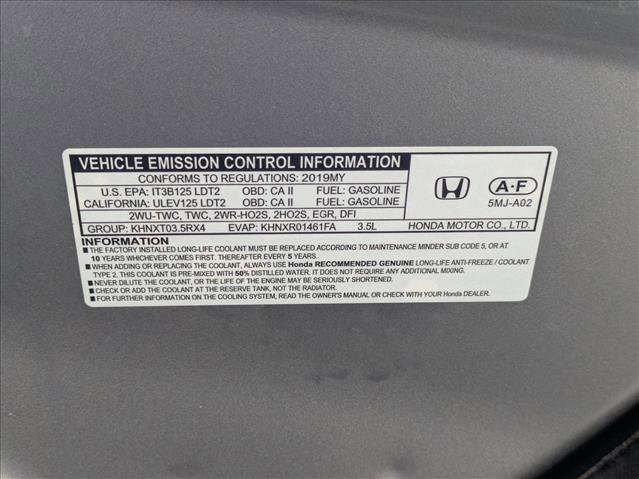 VEHICLE EMISSION CONTROL INFORMATION
CONFORMS TO REGULATIONS: 2019MY
U.S. EPA: IT3B125 LDT2 OBD: CA II FUEL: GASOLINE
CALIFORNIA: ULEV125 LDT2 OBD: CA II FUEL: GASOLINE
2WU-TWC, TWC, 2WR-HO2S, 2HO2S, EGR, DFI
GROUP: KHNXT03.5RX4 EVAP: KHNXR01461FA 3.5L
A-F
5MJ-A02
HONDA MOTOR CO., LTD.
INFORMATION
■ THE FACTORY INSTALLED LONG-LIFE COOLANT MUST BE REPLACED ACCORDING TO MAINTENANCE MINDER SUB CODE 5, OR AT
10 YEARS WHICHEVER COMES FIRST. THEREAFTER EVERY 5 YEARS.
■ WHEN ADDING OR REPLACING THE COOLANT, ALWAYS USE Honda RECOMMENDED GENUINE LONG-LIFE ANTI-FREEZE / COOLANT
TYPE 2. THIS COOLANT IS PRE-MIXED WITH 50% DISTILLED WATER. IT DOES NOT REQUIRE ANY ADDITIONAL MIXING.
■ NEVER DILUTE THE COOLANT, OR THE LIFE OF THE ENGINE MAY BE SERIOUSLY SHORTENED.
■ CHECK OR ADD THE COOLANT AT THE RESERVE TANK, NOT THE RADIATOR.
■ FOR FURTHER INFORMATION ON THE COOLING SYSTEM, READ THE OWNER'S MANUAL OR CHECK WITH YOUR Honda DEALER.